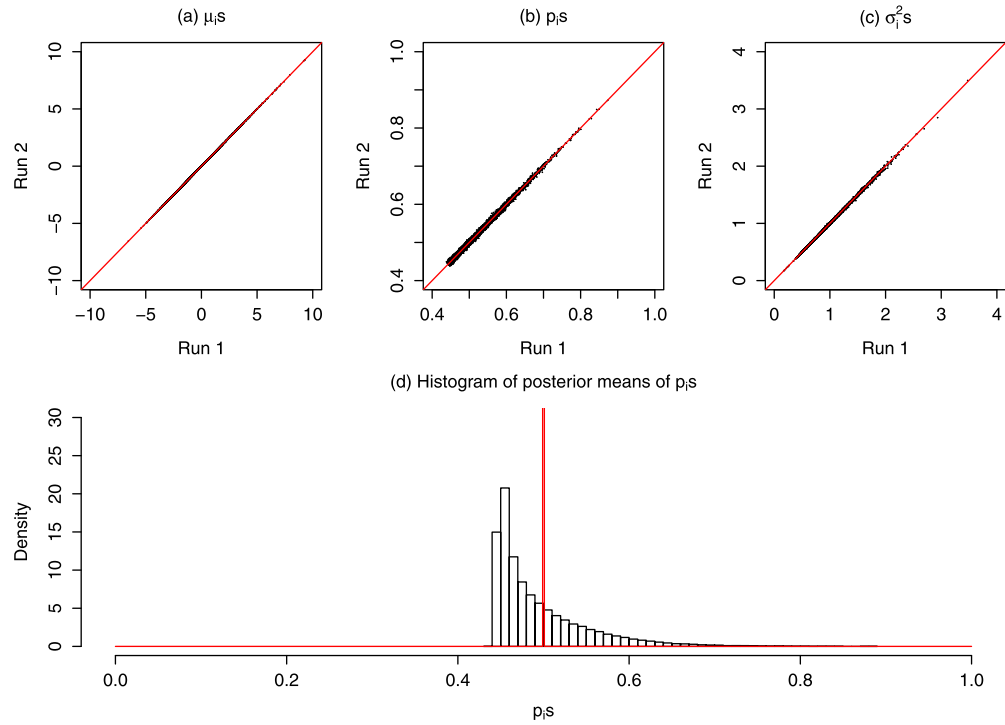 (a) μᵢs
(b) pᵢs
(c) σᵢ²s
10
5
0
−5
−10
Run 2
−10 −5 0 5 10
Run 1
1.0
0.8
0.6
0.4
Run 2
0.4 0.6 0.8 1.0
Run 1
4
3
2
1
0
Run 2
0 1 2 3 4
Run 1
(d) Histogram of posterior means of pᵢs
30
25
20
15
10
5
0
Density
0.0 0.2 0.4 0.6 0.8 1.0
pᵢs